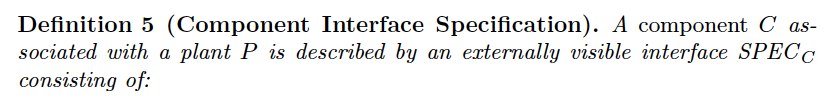 Definition 5 (Component Interface Specification). A component C as-
sociated with a plant P is described by an externally visible interface SPECC
consisting of: